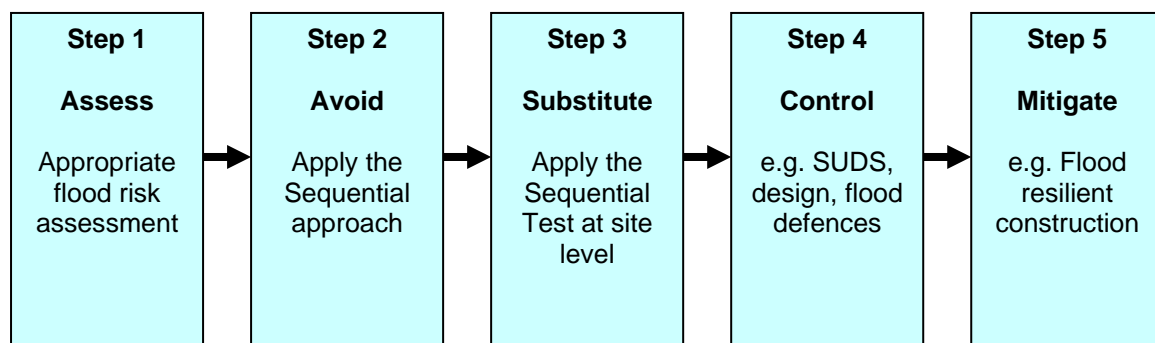 Step 1
Assess
Appropriate
flood risk
assessment
Step 2
Avoid
Apply the
Sequential
approach
Step 3
Substitute
Apply the
Sequential
Test at site
level
Step 4
Control
e.g. SUDS,
design, flood
defences
Step 5
Mitigate
e.g. Flood
resilient
construction